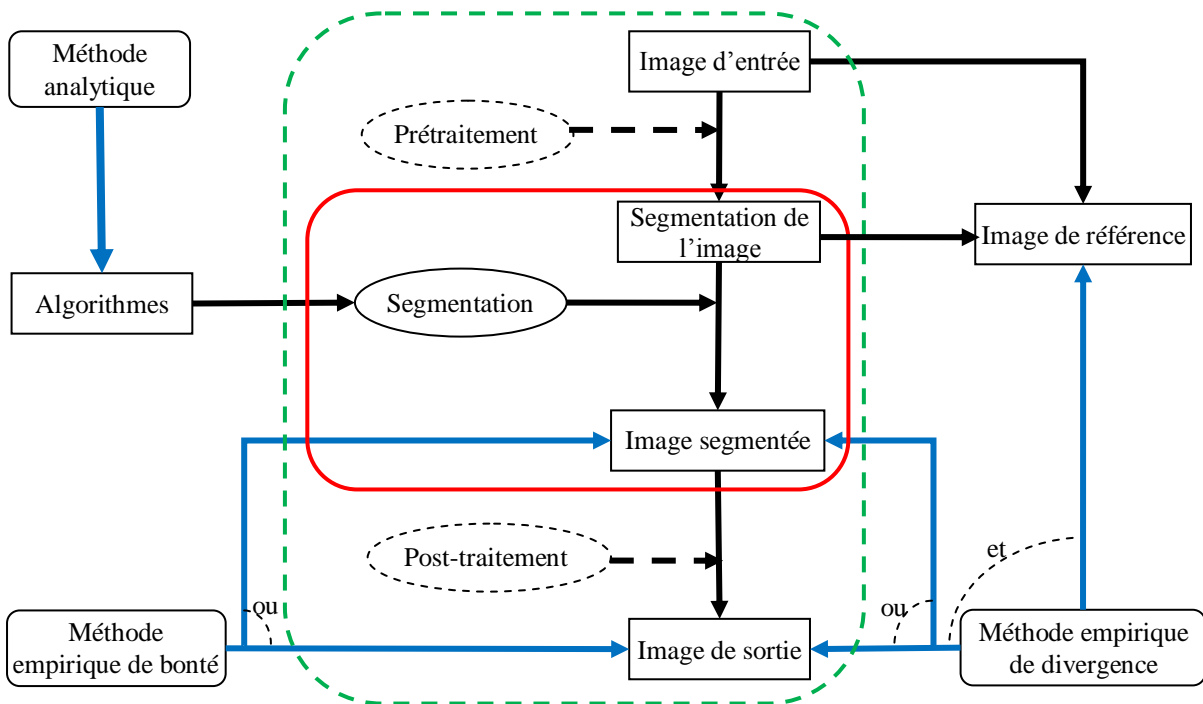 Méthode
analytique
Image d'entrée
Prétraitement
Segmentation de
l'image
Image de référence
Algorithmes
Segmentation
Image segmentée
Post-traitement
et
ou
ou
Méthode
empirique de bonté
Image de sortie
Méthode empirique
de divergence